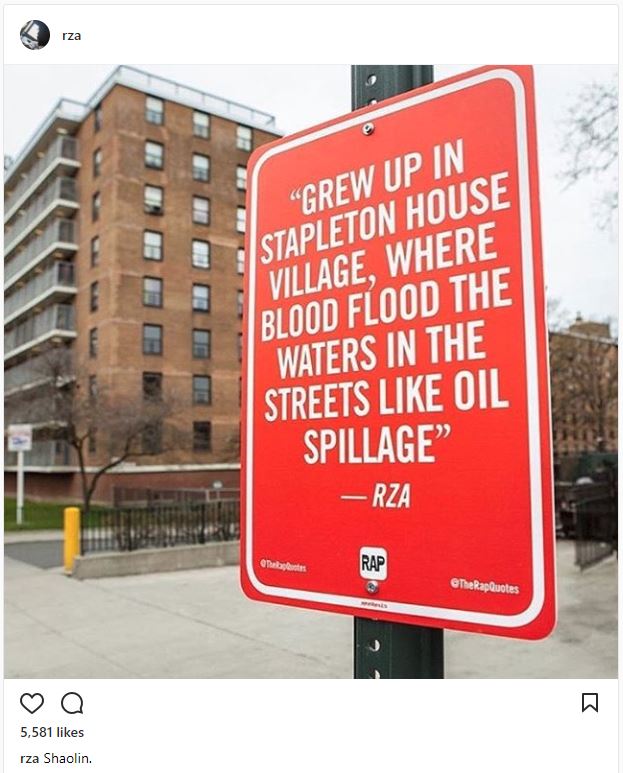 rza
“GREW UP IN
STAPLETON HOUSE
VILLAGE, WHERE
BLOOD FLOOD THE
WATERS IN THE
STREETS LIKE OIL
SPILLAGE”
— RZA
RAP
@TheRapQuotes
@TheRapQuotes
5,581 likes
rza Shaolin.